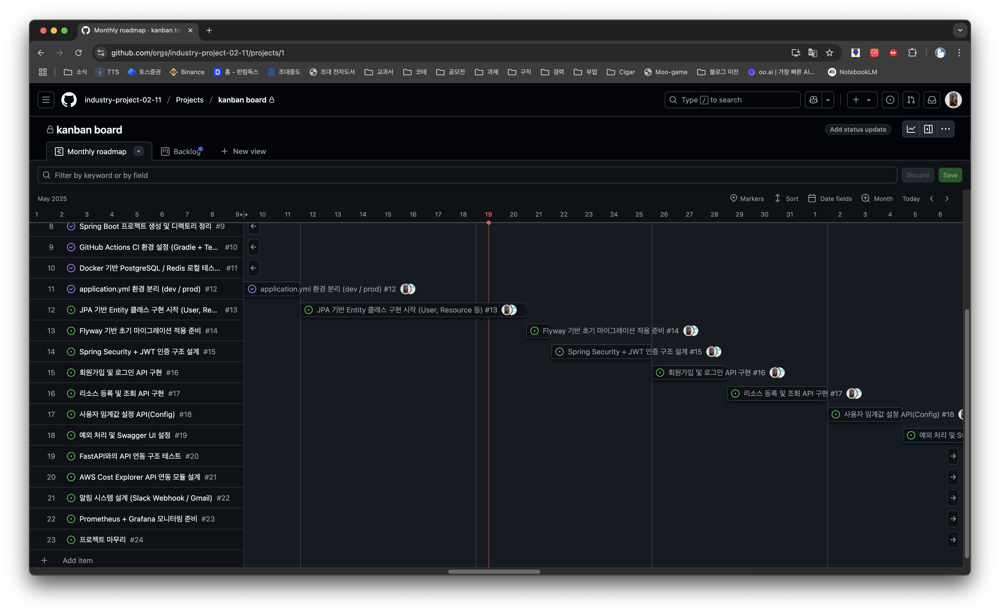 Monthly roadmap · kanban bo
github.com/orgs/industry-project-02-11/projects/1
소식 TTS 토스증권 Binance 홈 - 한컴독스 조대중도 조대 전자도서 교과서 코테 공모전 과제 구직 경력 부업 Cigar Moo-game 블로그 이전 oo.ai | 가장 빠른 AI... NotebookLM
industry-project-02-11 / Projects / kanban board
Type / to search
kanban board
Add status update
Monthly roadmap Backlog New view
Filter by keyword or by field
Discard Save
May 2025 Markers Sort Date fields Month Today
1 2 3 4 5 6 7 8 9 10 11 12 13 14 15 16 17 18 19 20 21 22 23 24 25 26 27 28 29 30 31 1 2 3 4 5 6
8 Spring Boot 프로젝트 생성 및 디렉토리 정리 #9
9 GitHub Actions CI 환경 설정 (Gradle + Te... #10
10 Docker 기반 PostgreSQL / Redis 로컬 테스... #11
11 application.yml 환경 분리 (dev / prod) #12 application.yml 환경 분리 (dev / prod) #12
12 JPA 기반 Entity 클래스 구현 시작 (User, Re... #13 JPA 기반 Entity 클래스 구현 시작 (User, Resource 등) #13
13 Flyway 기반 초기 마이그레이션 적용 준비 #14 Flyway 기반 초기 마이그레이션 적용 준비 #14
14 Spring Security + JWT 인증 구조 설계 #15 Spring Security + JWT 인증 구조 설계 #15
15 회원가입 및 로그인 API 구현 #16 회원가입 및 로그인 API 구현 #16
16 리소스 등록 및 조회 API 구현 #17 리소스 등록 및 조회 API 구현 #17
17 사용자 임계값 설정 API(Config) #18 사용자 임계값 설정 API(Config) #18
18 예외 처리 및 Swagger UI 설정 #19 예외 처리 및 Sw
19 FastAPI와의 API 연동 구조 테스트 #20
20 AWS Cost Explorer API 연동 모듈 설계 #21
21 알림 시스템 설계 (Slack Webhook / Gmail) #22
22 Prometheus + Grafana 모니터링 준비 #23
23 프로젝트 마무리 #24
Add item